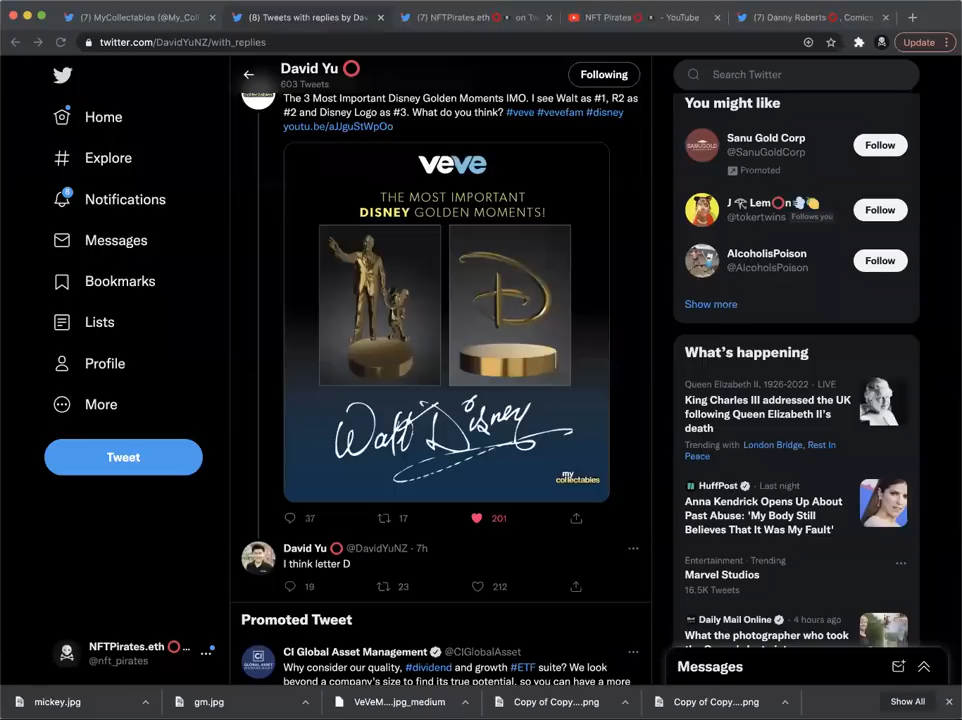 (7) MyCollectables (@My_Coll
(8) Tweets with replies by Dav
(7) NFTPirates.eth⭕ on Tw
NFT Pirates⭕ - YouTube
(7) Danny Roberts⭕, Comics
twitter.com/DavidYuNZ/with_replies
Update
Home
Explore
6
Notifications
Messages
Bookmarks
Lists
Profile
More
Tweet
NFTPirates.eth ⭕ ...
@nft_pirates
David Yu ⭕
603 Tweets
Following
The 3 Most Important Disney Golden Moments IMO. I see Walt as #1, R2 as
#2 and Disney Logo as #3. What do you think? #veve #vevefam #disney
youtu.be/aJJguStWpOo
veve
THE MOST IMPORTANT
DISNEY GOLDEN MOMENTS!
Walt Disney
my
collectables
37 17 201
David Yu ⭕ @DavidYuNZ · 7h
I think letter D
19 23 212
Promoted Tweet
CI Global Asset Management @CIGlobalAsset
Why consider our quality, #dividend and growth #ETF suite? We look
beyond a company's size to find its true potential, so you can have a more
Search Twitter
You might like
Sanu Gold Corp
@SanuGoldCorp
Promoted
Follow
J Lem⭕n
@tokertwins Follows you
Follow
AlcoholisPoison
@AlcoholsPoison
Follow
Show more
What's happening
Queen Elizabeth II, 1926-2022 · LIVE
King Charles III addressed the UK
following Queen Elizabeth II's
death
Trending with London Bridge, Rest In
Peace
HuffPost · Last night
Anna Kendrick Opens Up About
Past Abuse: 'My Body Still
Believes That It Was My Fault'
Entertainment · Trending
Marvel Studios
16.5K Tweets
Daily Mail Online · 4 hours ago
What the photographer who took
Messages
mickey.jpg
gm.jpg
VeVeM....jpg_medium
Copy of Copy....png
Copy of Copy....png
Show All